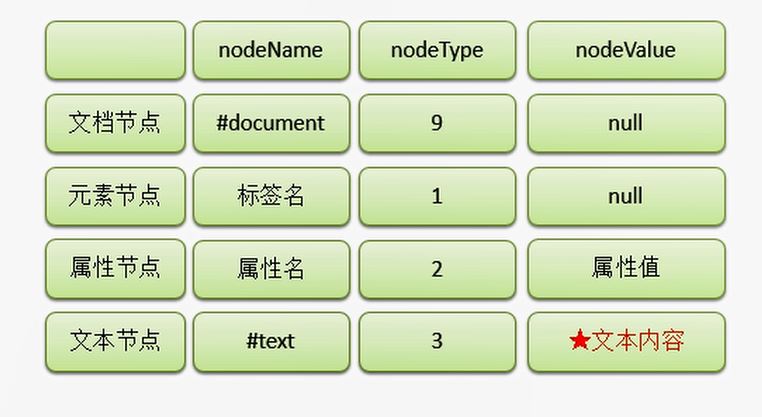 nodeName nodeType nodeValue
文档节点 #document 9 null
元素节点 标签名 1 null
属性节点 属性名 2 属性值
文本节点 #text 3 ★文本内容